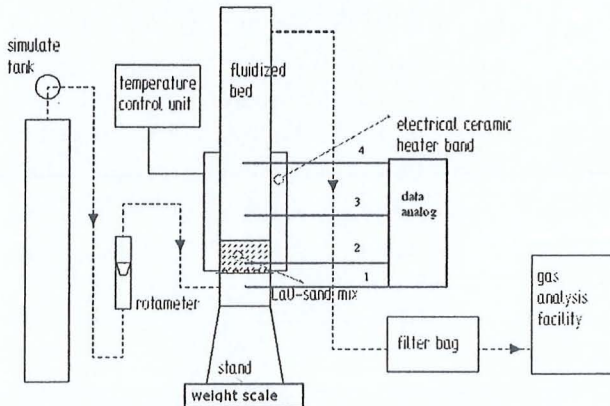 simulate
tank
temperature
control unit
fluidized
bed
electrical ceramic
heater band
4
3
2
1
data
analog
rotameter
LaU-sand mix
gas
analysis
facility
filter bag
stand
weight scale